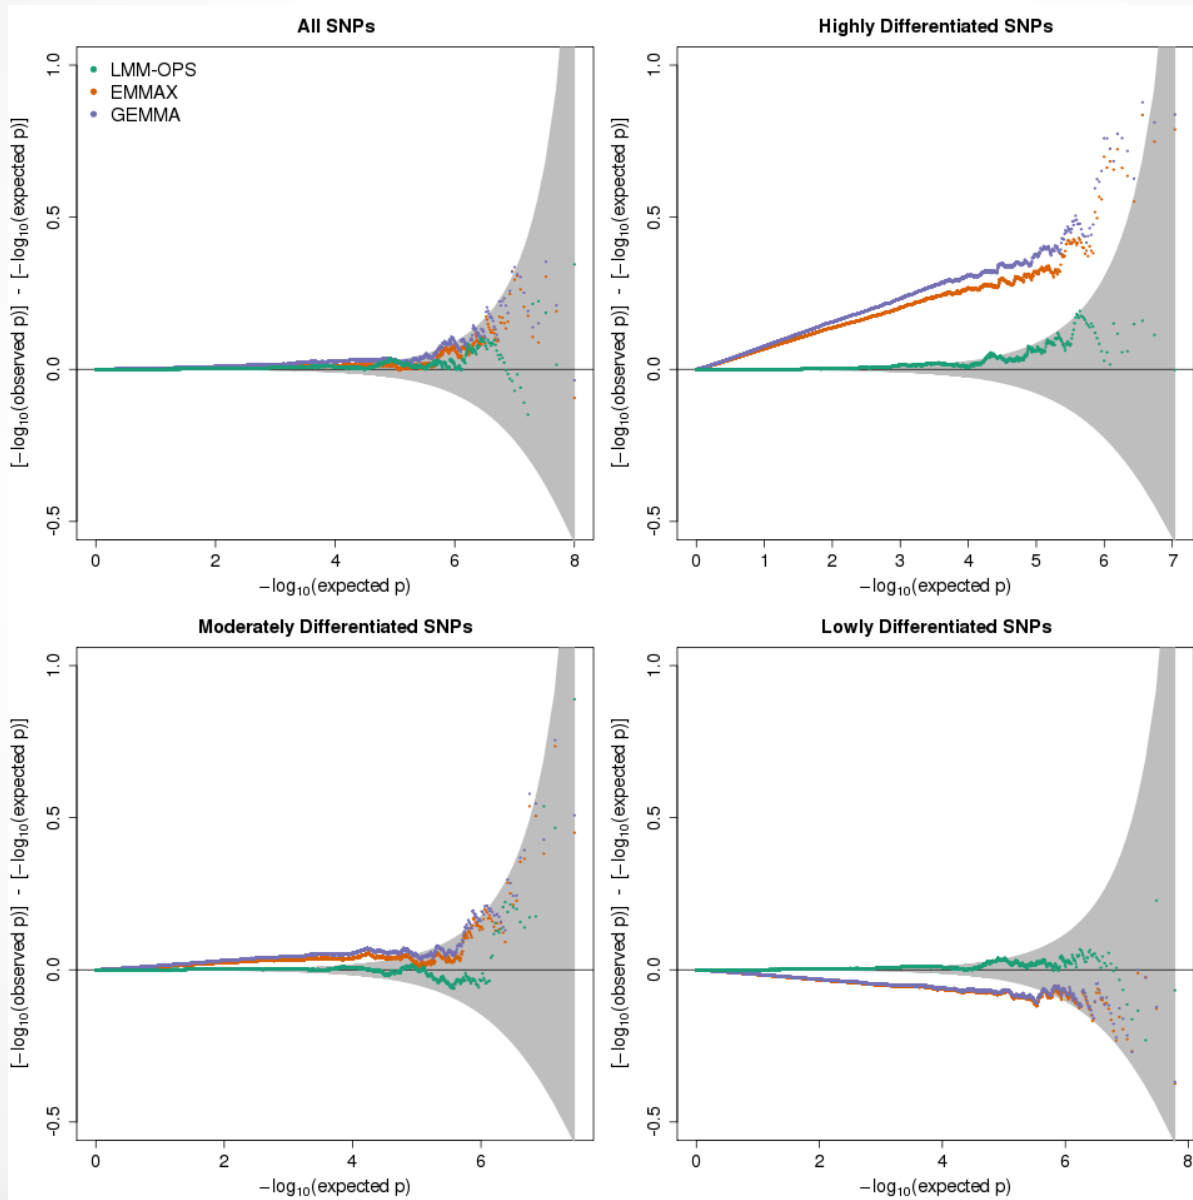 All SNPs
LMM-OPS
EMMAX
GEMMA
[−log10(observed p)] - [−log10(expected p)]
1.0
0.5
0.0
-0.5
0 2 4 6 8
−log10(expected p)
Highly Differentiated SNPs
[−log10(observed p)] - [−log10(expected p)]
1.0
0.5
0.0
-0.5
0 1 2 3 4 5 6 7
−log10(expected p)
Moderately Differentiated SNPs
[−log10(observed p)] - [−log10(expected p)]
1.0
0.5
0.0
-0.5
0 2 4 6
−log10(expected p)
Lowly Differentiated SNPs
[−log10(observed p)] - [−log10(expected p)]
1.0
0.5
0.0
-0.5
0 2 4 6 8
−log10(expected p)